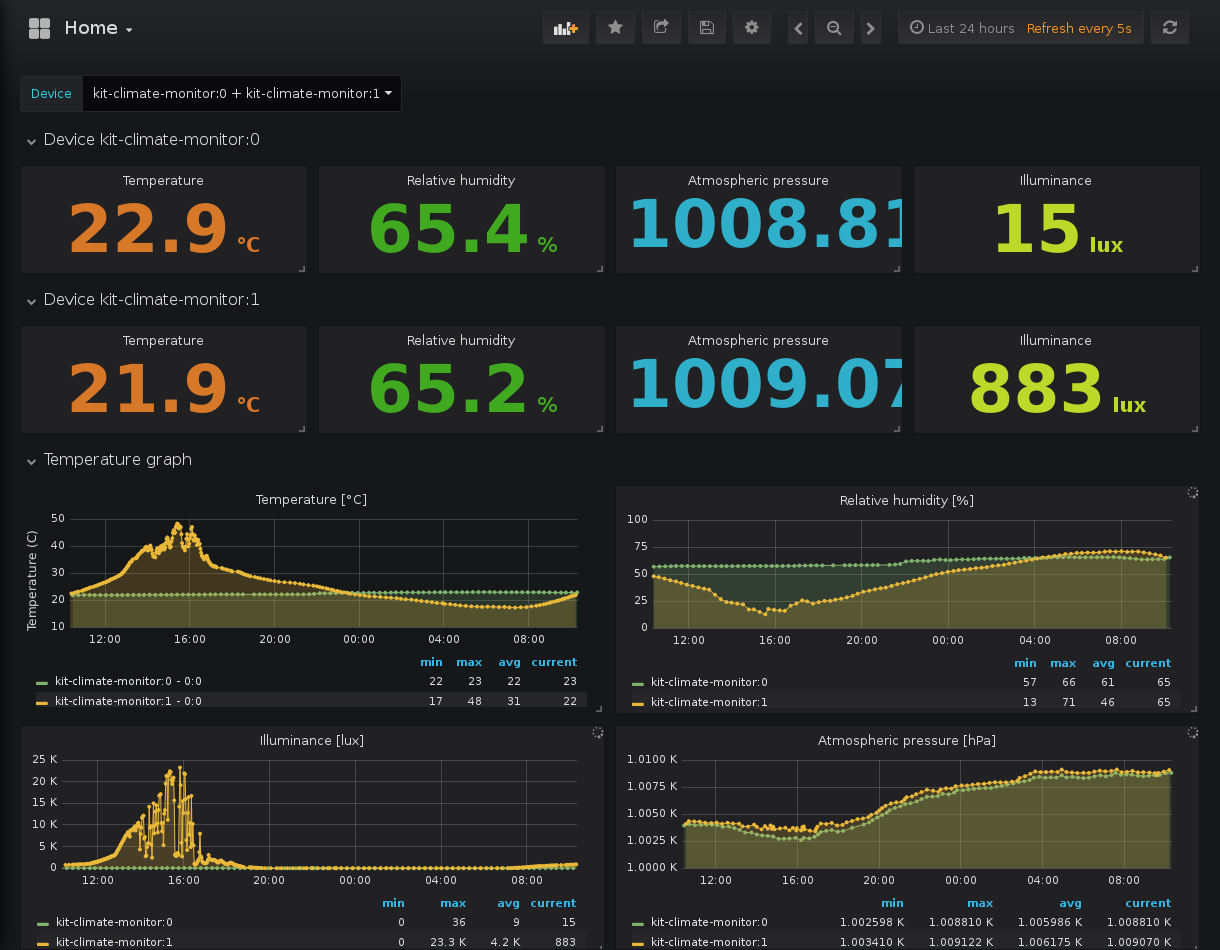 Home
Last 24 hours Refresh every 5s
Device kit-climate-monitor:0 + kit-climate-monitor:1
Device kit-climate-monitor:0
Temperature Relative humidity Atmospheric pressure Illuminance
22.9 °C 65.4 % 1008.81 15 lux
Device kit-climate-monitor:1
Temperature Relative humidity Atmospheric pressure Illuminance
21.9 °C 65.2 % 1009.07 883 lux
Temperature graph
Temperature [°C]
Temperature (C)
50
40
30
20
10
12:00 16:00 20:00 00:00 04:00 08:00
min max avg current
kit-climate-monitor:0 - 0:0 22 23 22 23
kit-climate-monitor:1 - 0:0 17 48 31 22
Relative humidity [%]
100
75
50
25
0
12:00 16:00 20:00 00:00 04:00 08:00
min max avg current
kit-climate-monitor:0 57 66 61 65
kit-climate-monitor:1 13 71 46 65
Illuminance [lux]
25 K
20 K
15 K
10 K
5 K
0
12:00 16:00 20:00 00:00 04:00 08:00
min max avg current
kit-climate-monitor:0 0 36 9 15
kit-climate-monitor:1 0 23.3 K 4.2 K 883
Atmospheric pressure [hPa]
1.0100 K
1.0075 K
1.0050 K
1.0025 K
1.0000 K
12:00 16:00 20:00 00:00 04:00 08:00
min max avg current
kit-climate-monitor:0 1.002598 K 1.008810 K 1.005986 K 1.008810 K
kit-climate-monitor:1 1.003410 K 1.009122 K 1.006175 K 1.009070 K